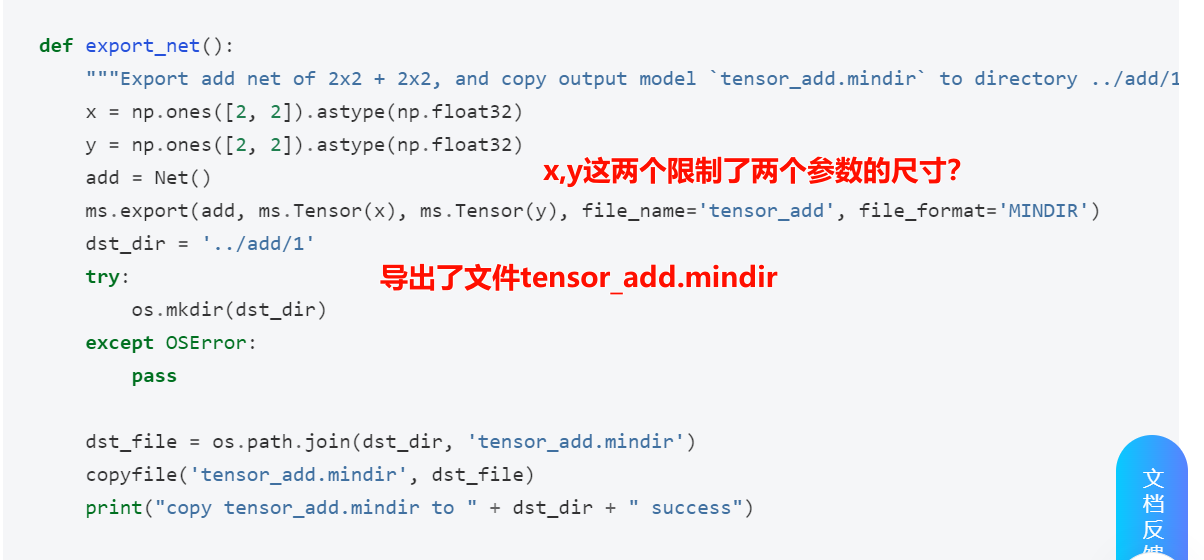 def export_net():
"""Export add net of 2x2 + 2x2, and copy output model `tensor_add.mindir` to directory ../add/1
x = np.ones([2, 2]).astype(np.float32)
y = np.ones([2, 2]).astype(np.float32)
x,y这两个限制了两个参数的尺寸?
add = Net()
ms.export(add, ms.Tensor(x), ms.Tensor(y), file_name='tensor_add', file_format='MINDIR')
dst_dir = '../add/1'
try:
导出了文件tensor_add.mindir
os.mkdir(dst_dir)
except OSError:
pass
dst_file = os.path.join(dst_dir, 'tensor_add.mindir')
copyfile('tensor_add.mindir', dst_file)
print("copy tensor_add.mindir to " + dst_dir + " success")
文
档
反